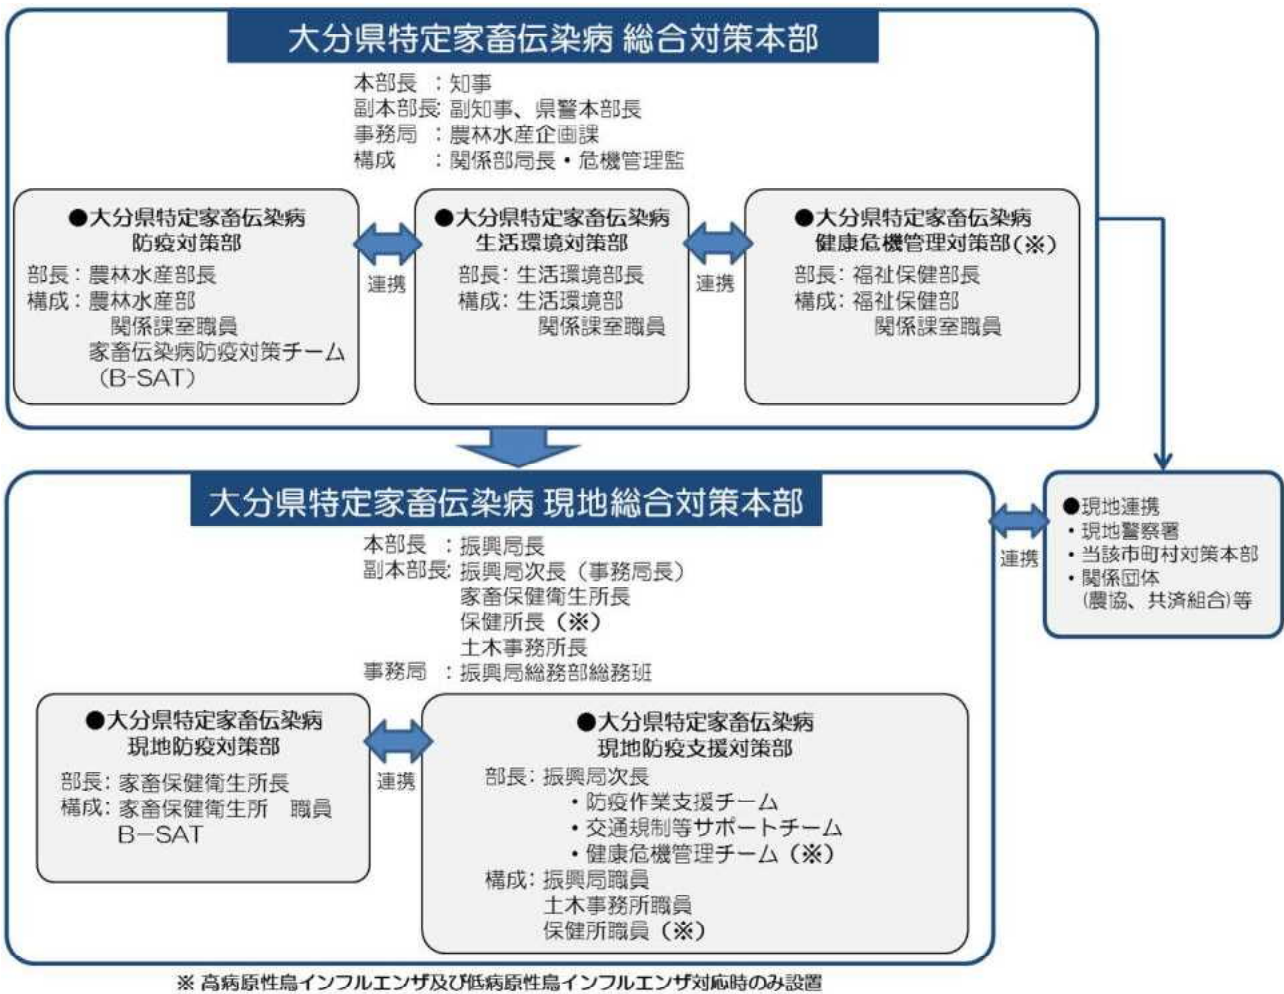 大分県特定家畜伝染病 総合対策本部
本部長　：知事
副本部長：副知事、県警本部長
事務局　：農林水産企画課
構成　　：関係部局長・危機管理監
●大分県特定家畜伝染病
防疫対策部
部長：農林水産部長
構成：農林水産部
関係課室職員
家畜伝染病防疫対策チーム
（B-SAT）
連携
●大分県特定家畜伝染病
生活環境対策部
部長：生活環境部長
構成：生活環境部
関係課室職員
連携
●大分県特定家畜伝染病
健康危機管理対策部(※)
部長：福祉保健部長
構成：福祉保健部
関係課室職員
大分県特定家畜伝染病 現地総合対策本部
本部長　：振興局長
副本部長：振興局次長（事務局長）
家畜保健衛生所長
保健所長（※）
土木事務所長
事務局　：振興局総務部総務班
●大分県特定家畜伝染病
現地防疫対策部
部長：家畜保健衛生所長
構成：家畜保健衛生所　職員
B－SAT
連携
●大分県特定家畜伝染病
現地防疫支援対策部
部長：振興局次長
・防疫作業支援チーム
・交通規制等サポートチーム
・健康危機管理チーム（※）
構成：振興局職員
土木事務所職員
保健所職員（※）
連携
●現地連携
・現地警察署
・当該市町村対策本部
・関係団体
(農協、共済組合)等
※ 高病原性鳥インフルエンザ及び低病原性鳥インフルエンザ対応時のみ設置